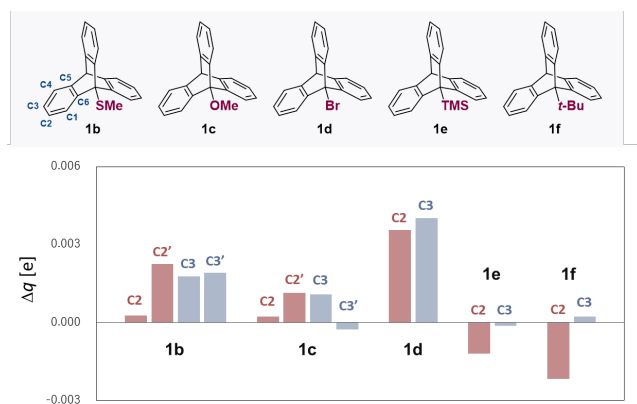 C5
C4
C3
C6
SMe
C2
C1
OMe
Br
TMS
t-Bu
1b
1c
1d
1e
1f
0.006
0.003
0.000
-0.003
Δq [e]
C2
C2′
C3
C3′
1b
C2
C2′
C3
C3′
1c
C2
C3
1d
1e
C2
C3
1f
C2
C3